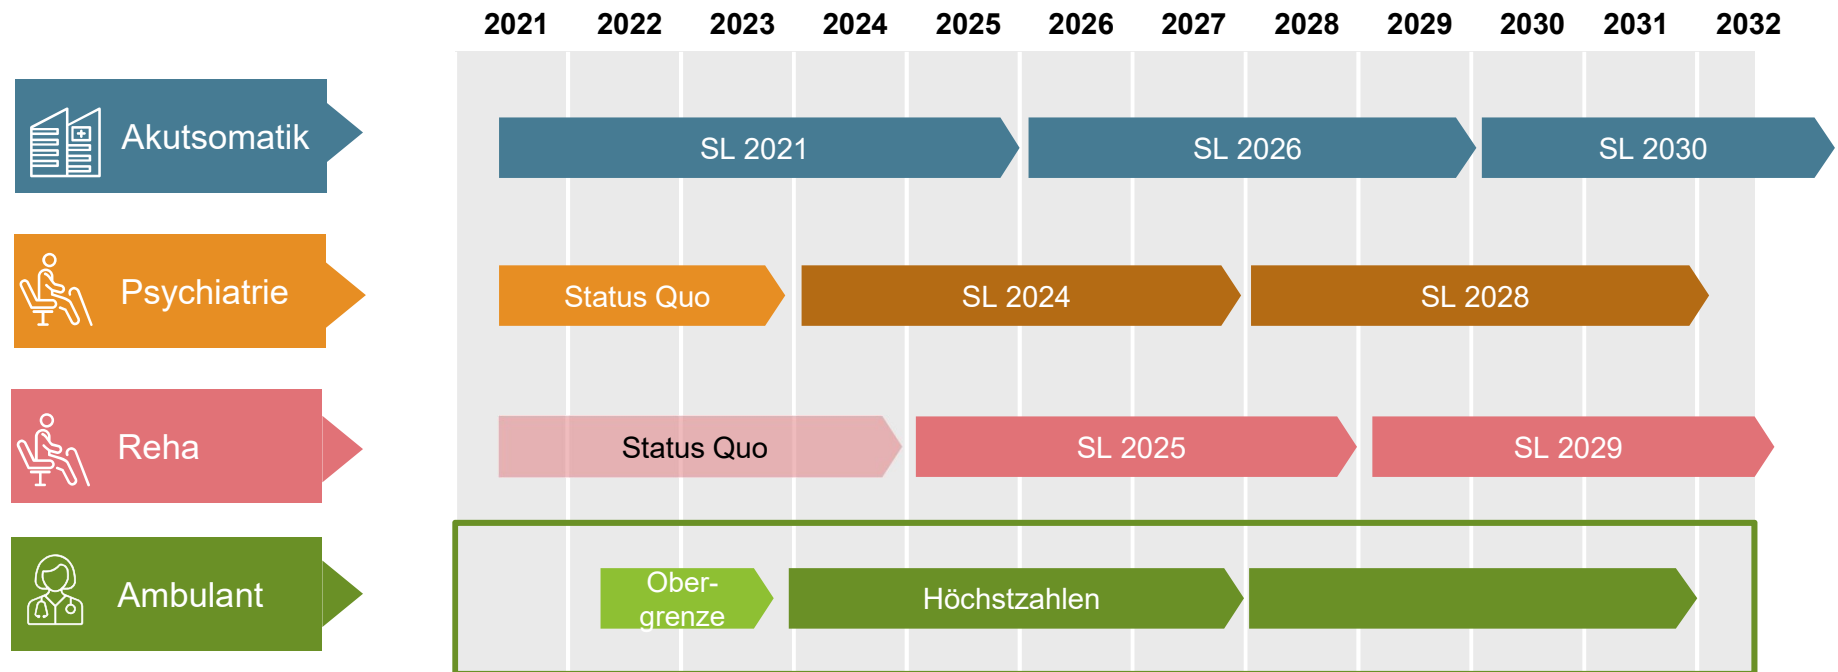 2021 2022 2023 2024 2025 2026 2027 2028 2029 2030 2031 2032
Akutsomatik
SL 2021
SL 2026
SL 2030
Psychiatrie
Status Quo
SL 2024
SL 2028
Reha
Status Quo
SL 2025
SL 2029
Ambulant
Ober-
grenze
Höchstzahlen